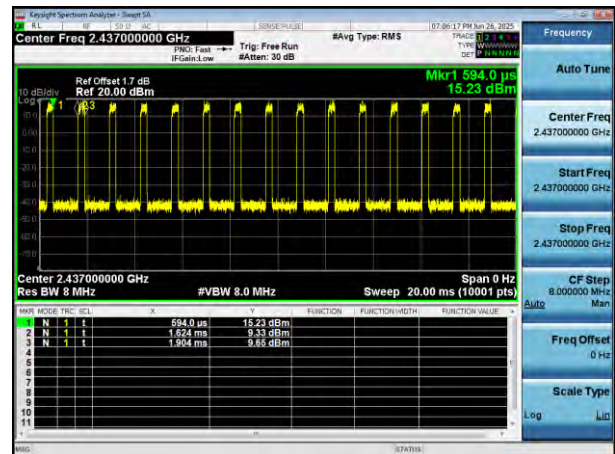 Keysight Spectrum Analyzer - Swept SA
RL RF 50 Ω AC SENSE:PULSE 07:06:17 PM Jun 26, 2025
Center Freq 2.437000000 GHz #Avg Type: RMS TRACE 1 2 3 4 5 6
PNO: Fast Trig: Free Run TYPE WWWWWW
IFGain:Low #Atten: 30 dB DET P N N N N N
Frequency
Auto Tune
Ref Offset 1.7 dB Mkr1 594.0 µs
10 dB/div Ref 20.00 dBm 15.23 dBm
Log
Center Freq
2.437000000 GHz
Start Freq
2.437000000 GHz
Stop Freq
2.437000000 GHz
Center 2.437000000 GHz Span 0 Hz
Res BW 8 MHz #VBW 8.0 MHz Sweep 20.00 ms (10001 pts)
CF Step
8.000000 MHz
Auto Man
MKR MODE TRC SCL X Y FUNCTION FUNCTION WIDTH FUNCTION VALUE
1 N 1 t 594.0 µs 15.23 dBm
2 N 1 t 1.624 ms 9.33 dBm
3 N 1 t 1.904 ms 9.65 dBm
4
5
6
7
8
9
10
11
Freq Offset
0 Hz
Scale Type
Log Lin
MSG STATUS